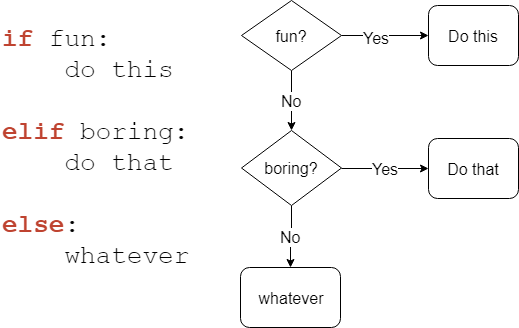 if fun:
do this
elif boring:
do that
else:
whatever
fun?
Yes
Do this
No
boring?
Yes
Do that
No
whatever